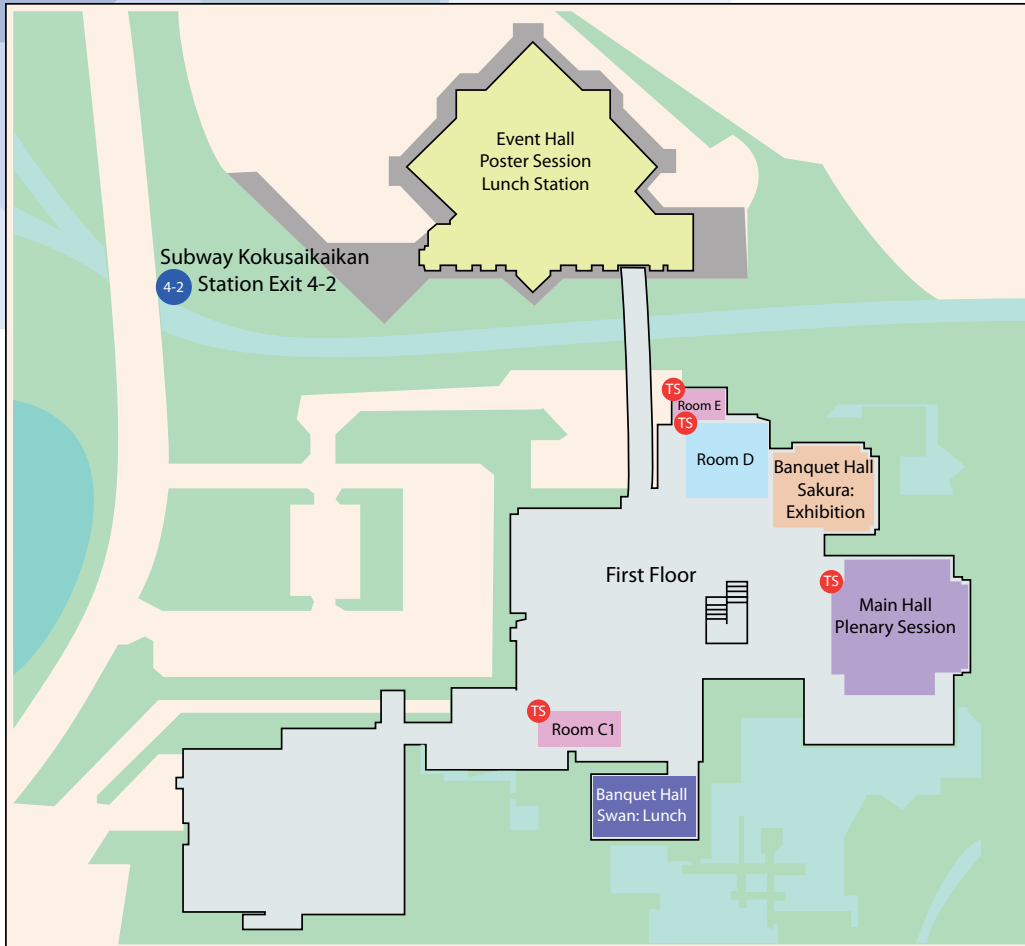 Event Hall
Poster Session
Lunch Station
Subway Kokusaikaikan
4-2 Station Exit 4-2
TS
Room E
TS
Room D
Banquet Hall
Sakura:
Exhibition
First Floor
TS
Main Hall
Plenary Session
TS
Room C1
Banquet Hall
Swan: Lunch